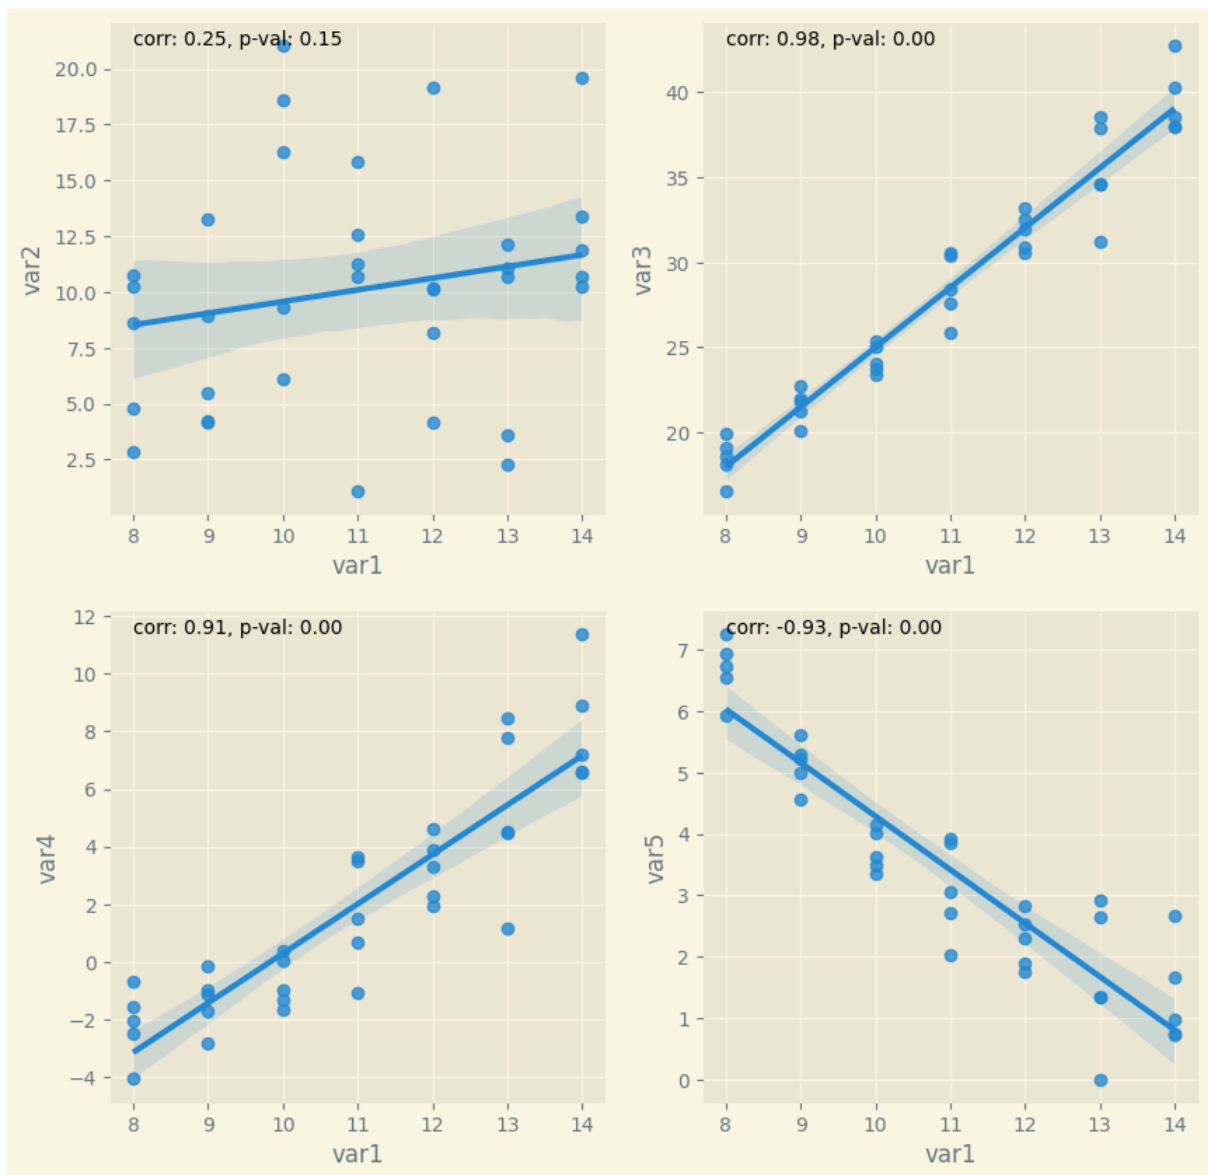 corr: 0.25, p-val: 0.15
20.0
17.5
15.0
12.5
10.0
7.5
5.0
2.5
var2
8 9 10 11 12 13 14
var1
corr: 0.98, p-val: 0.00
40
35
30
25
20
var3
8 9 10 11 12 13 14
var1
corr: 0.91, p-val: 0.00
12
10
8
6
4
2
0
−2
−4
var4
8 9 10 11 12 13 14
var1
corr: -0.93, p-val: 0.00
7
6
5
4
3
2
1
0
var5
8 9 10 11 12 13 14
var1